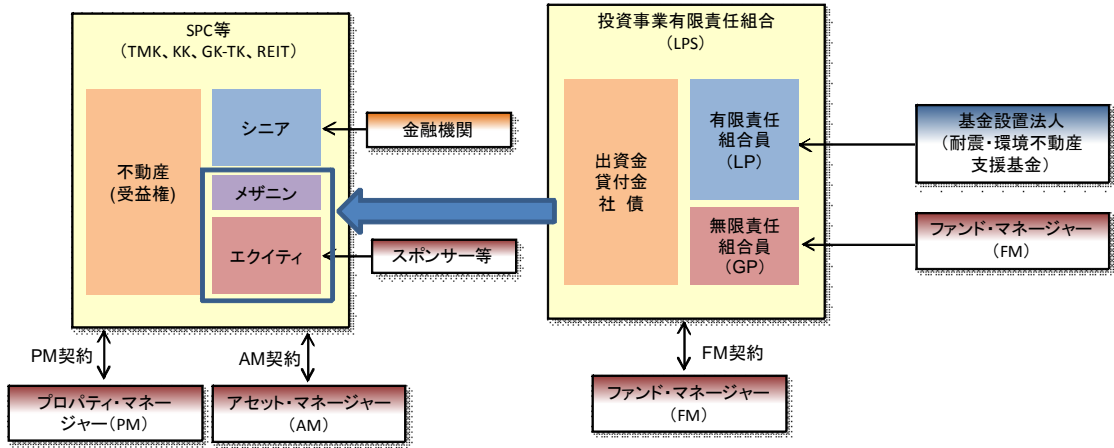 SPC等
(TMK、KK、GK-TK、REIT)
不動産
(受益権)
シニア
メザニン
エクイティ
金融機関
スポンサー等
PM契約
AM契約
プロパティ・マネー
ジャー(PM)
アセット・マネージャー
(AM)
投資事業有限責任組合
(LPS)
出資金
貸付金
社 債
有限責任
組合員
(LP)
無限責任
組合員
(GP)
基金設置法人
(耐震・環境不動産
支援基金)
ファンド・マネージャー
(FM)
FM契約
ファンド・マネージャー
(FM)